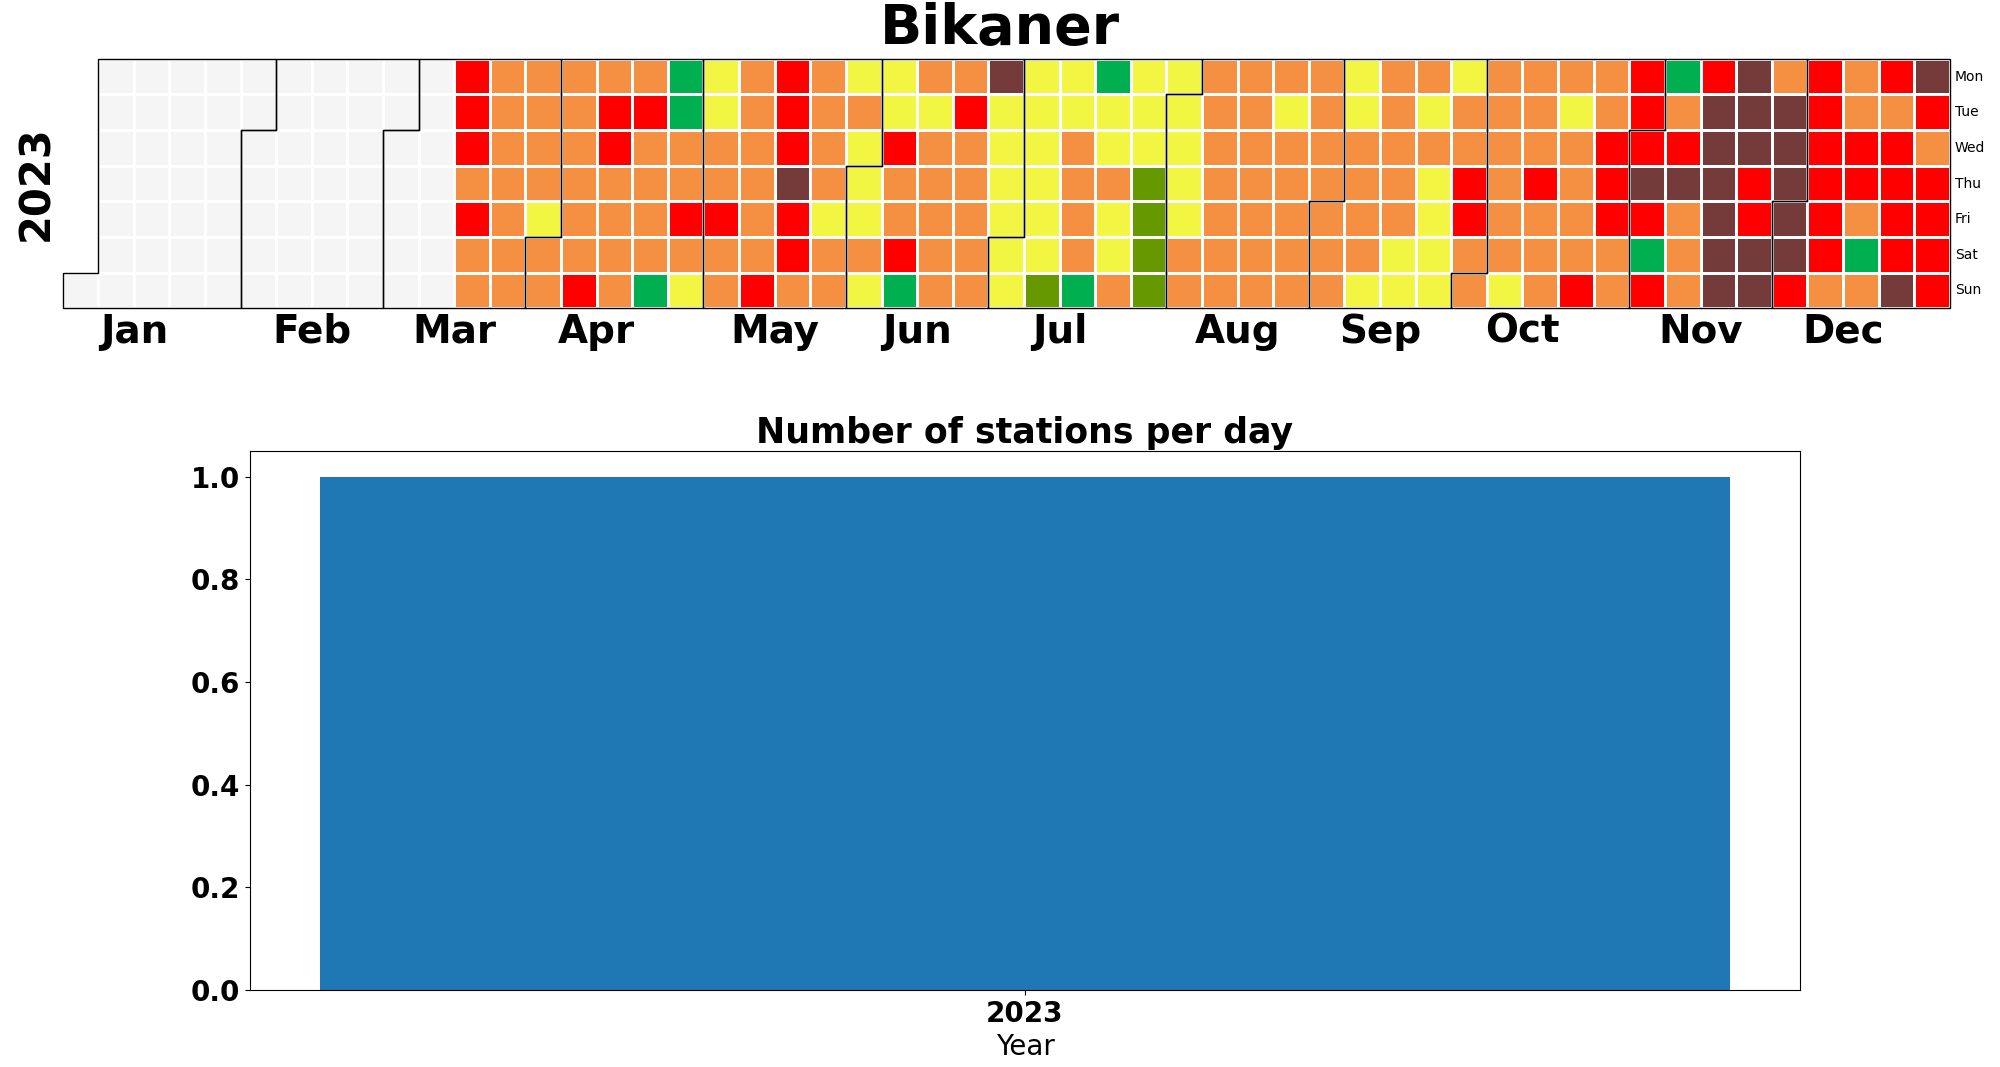 Bikaner
2023
Mon
Tue
Wed
Thu
Fri
Sat
Sun
Jan Feb Mar Apr May Jun Jul Aug Sep Oct Nov Dec
Number of stations per day
1.0
0.8
0.6
0.4
0.2
0.0
2023
Year